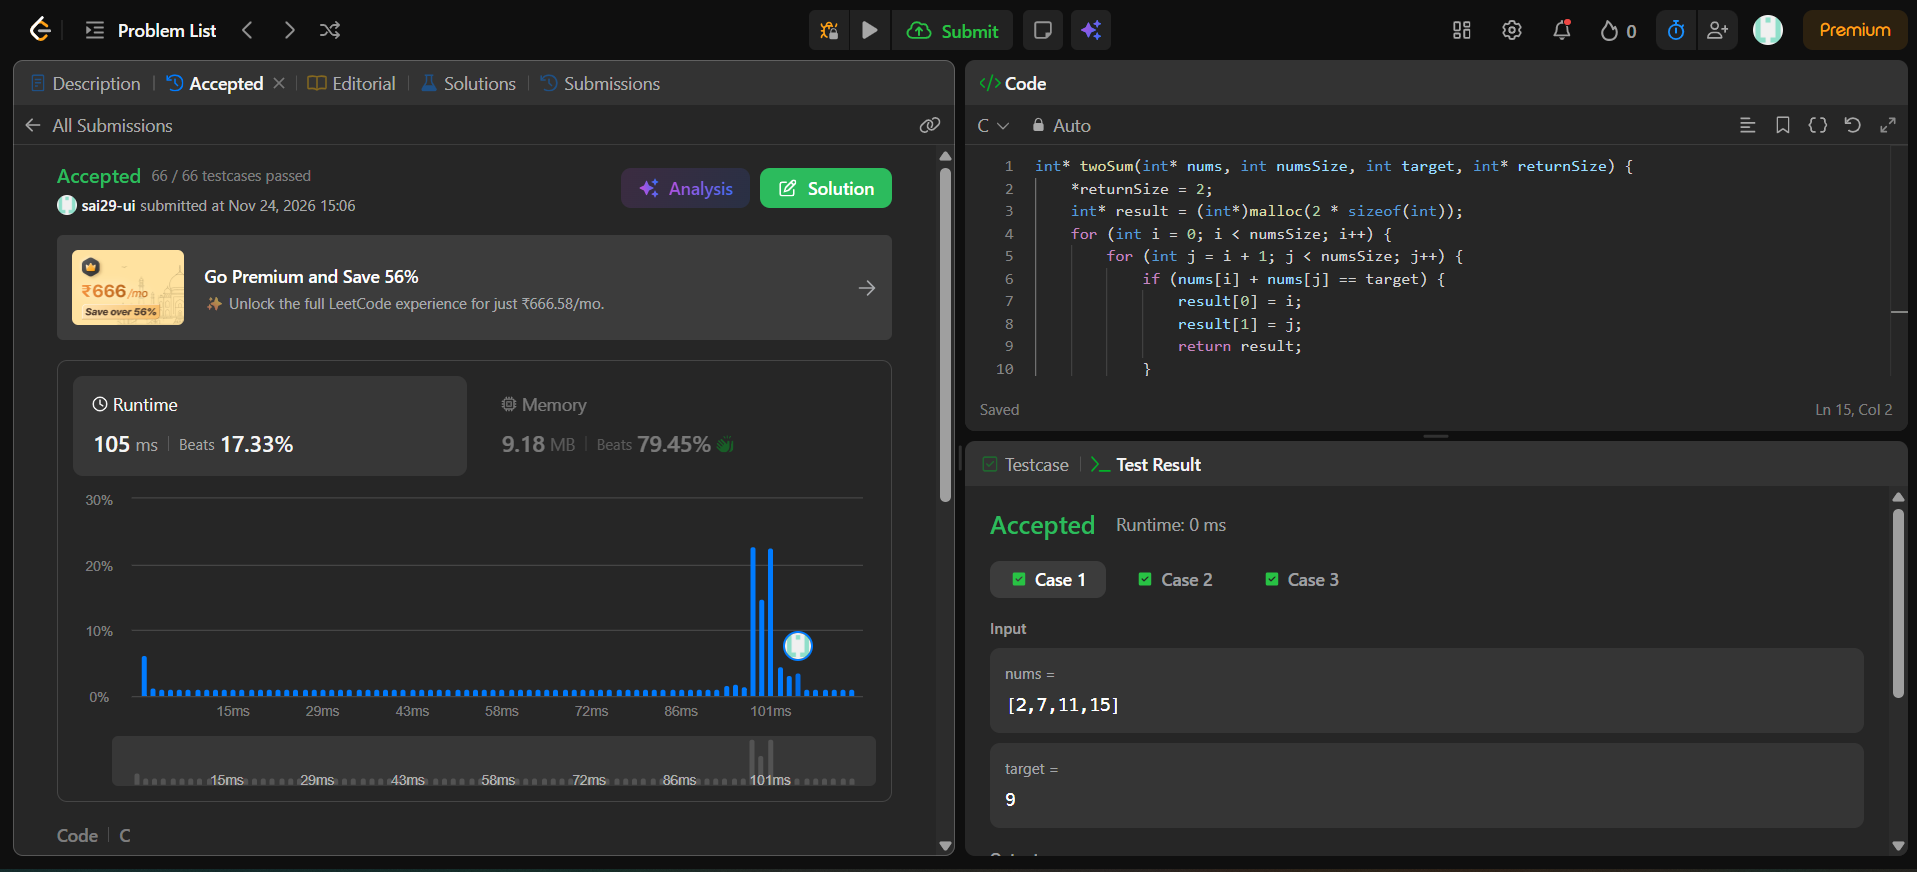 Problem List
Submit
0
Premium
Description
Accepted
Editorial
Solutions
Submissions
All Submissions
Accepted 66 / 66 testcases passed
sai29-ui submitted at Nov 24, 2026 15:06
Analysis
Solution
₹666/mo
Save over 56%
Go Premium and Save 56%
Unlock the full LeetCode experience for just ₹666.58/mo.
Runtime
105 ms Beats 17.33%
Memory
9.18 MB Beats 79.45%
30%
20%
10%
0%
15ms 29ms 43ms 58ms 72ms 86ms 101ms
15ms 29ms 43ms 58ms 72ms 86ms 101ms
Code C
</> Code
C Auto
1 int* twoSum(int* nums, int numsSize, int target, int* returnSize) {
2 *returnSize = 2;
3 int* result = (int*)malloc(2 * sizeof(int));
4 for (int i = 0; i < numsSize; i++) {
5 for (int j = i + 1; j < numsSize; j++) {
6 if (nums[i] + nums[j] == target) {
7 result[0] = i;
8 result[1] = j;
9 return result;
10 }
Saved
Ln 15, Col 2
Testcase
Test Result
Accepted Runtime: 0 ms
Case 1 Case 2 Case 3
Input
nums =
[2,7,11,15]
target =
9